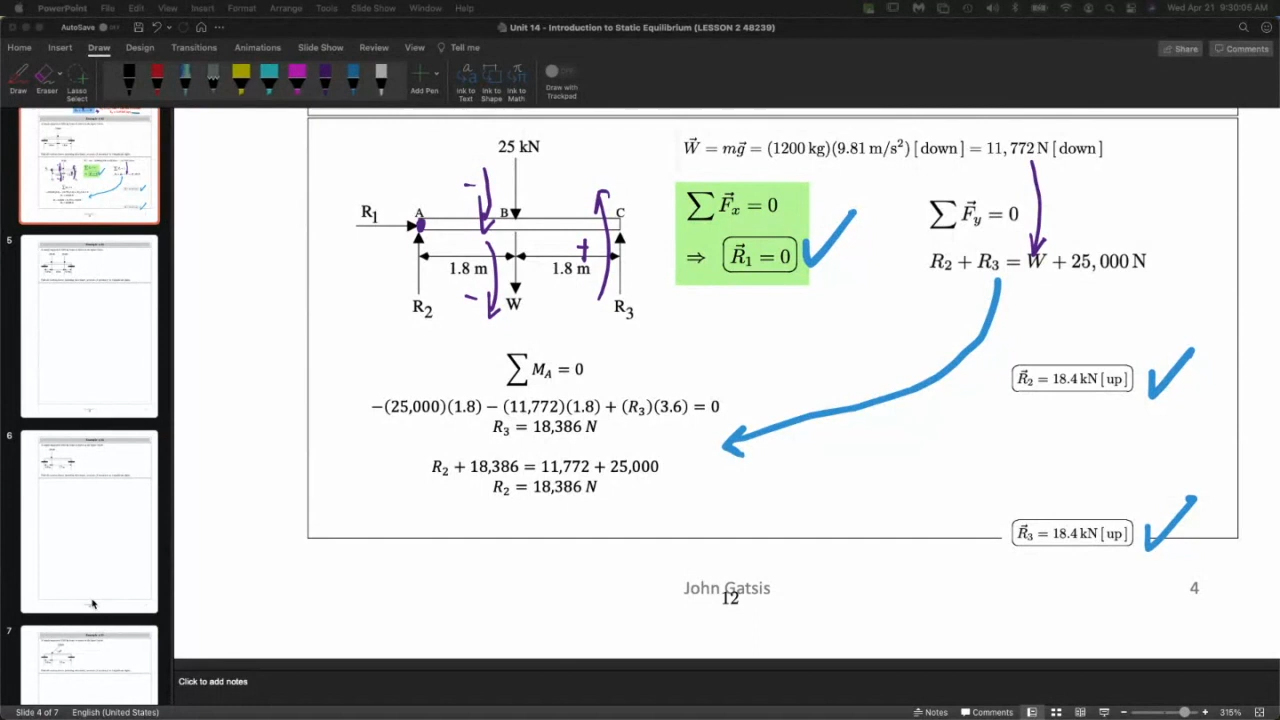 PowerPoint File Edit View Insert Format Arrange Tools Slide Show Window Help Wed Apr 21 9:30:05 AM
AutoSave Unit 14 - Introduction to Static Equilibrium (LESSON 2 48239)
Home Insert Draw Design Transitions Animations Slide Show Review View Tell me Share Comments
Draw Eraser Lasso Select Add Pen Ink to Text Ink to Shape Ink to Math Draw with Trackpad
25 kN
R₁ A B C
1.8 m 1.8 m
R₂ W R₃
− − +
W⃗ = mg⃗ = (1200 kg)(9.81 m/s²) [down] = 11,772 N [down]
∑ F⃗ₓ = 0
⇒ R⃗₁ = 0
∑ F⃗ᵧ = 0
R₂ + R₃ = W + 25,000 N
∑ M_A = 0
−(25,000)(1.8) − (11,772)(1.8) + (R₃)(3.6) = 0
R₃ = 18,386 N
R₂ + 18,386 = 11,772 + 25,000
R₂ = 18,386 N
R⃗₂ = 18.4 kN [up]
R⃗₃ = 18.4 kN [up]
John Gatsis 4
12
5
6
7
Click to add notes
Slide 4 of 7 English (United States) Notes Comments 315%